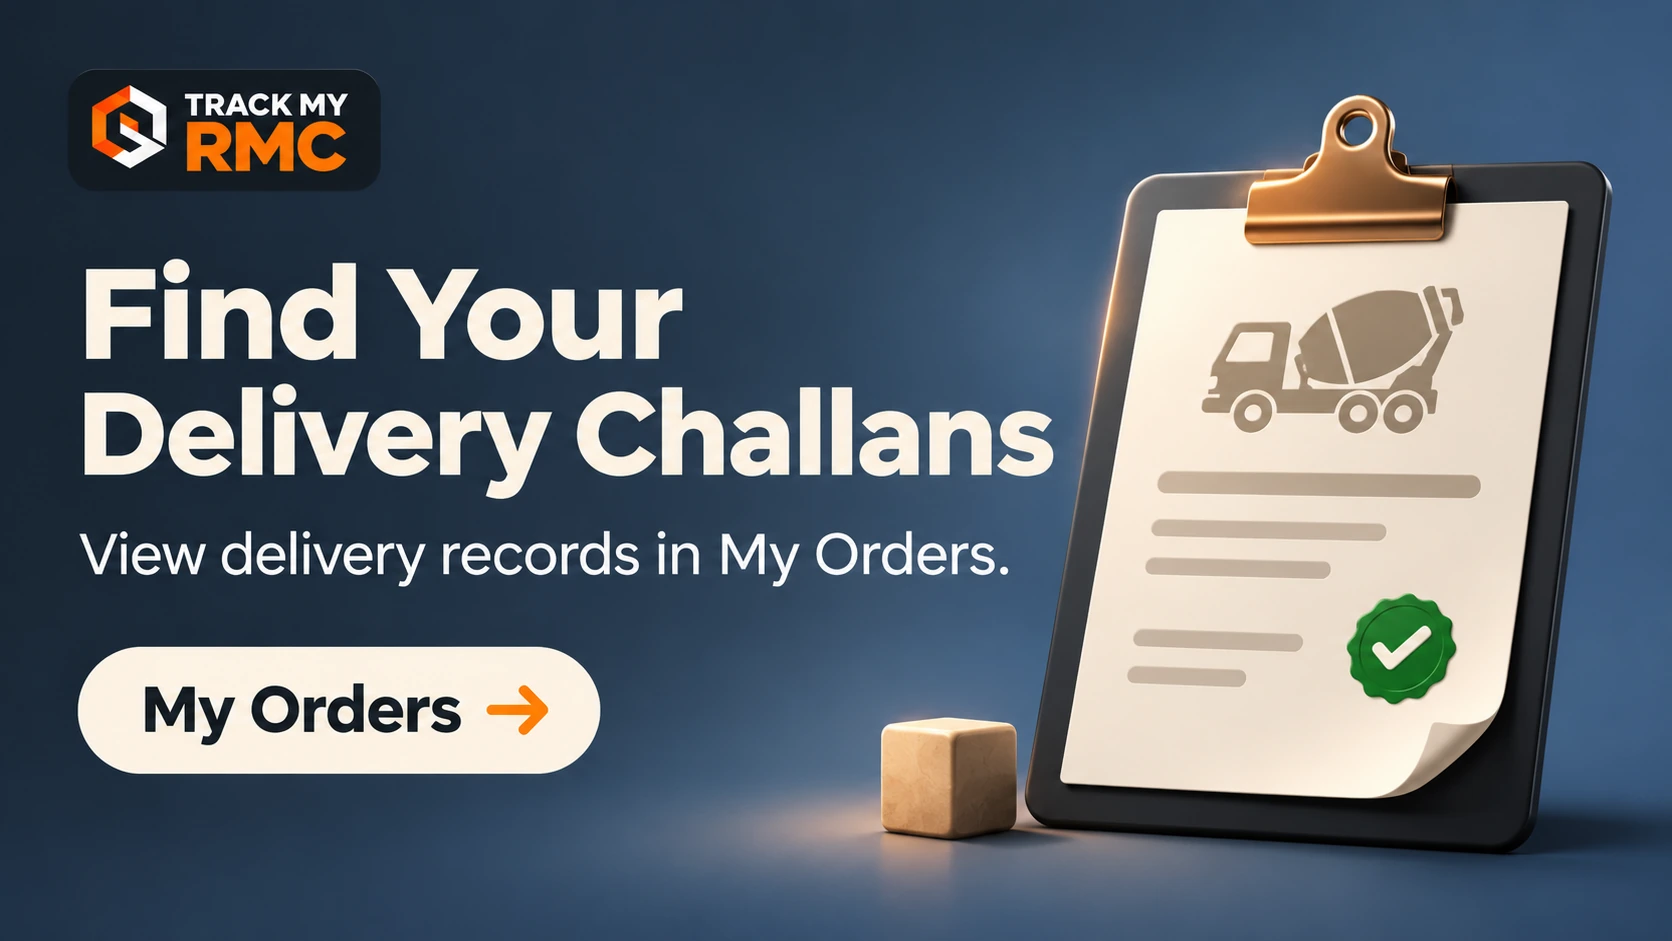 TRACK MY
RMC
Find Your
Delivery Challans
View delivery records in My Orders.
My Orders →